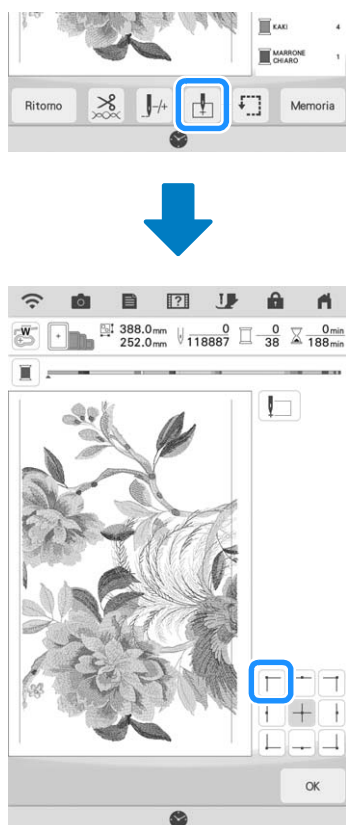 KAKI 4
MARRONE
CHIARO 1
Ritorno
-/+
Memoria
W
?
388.0mm
252.0mm
0
118887
0
38
0min
188min
OK